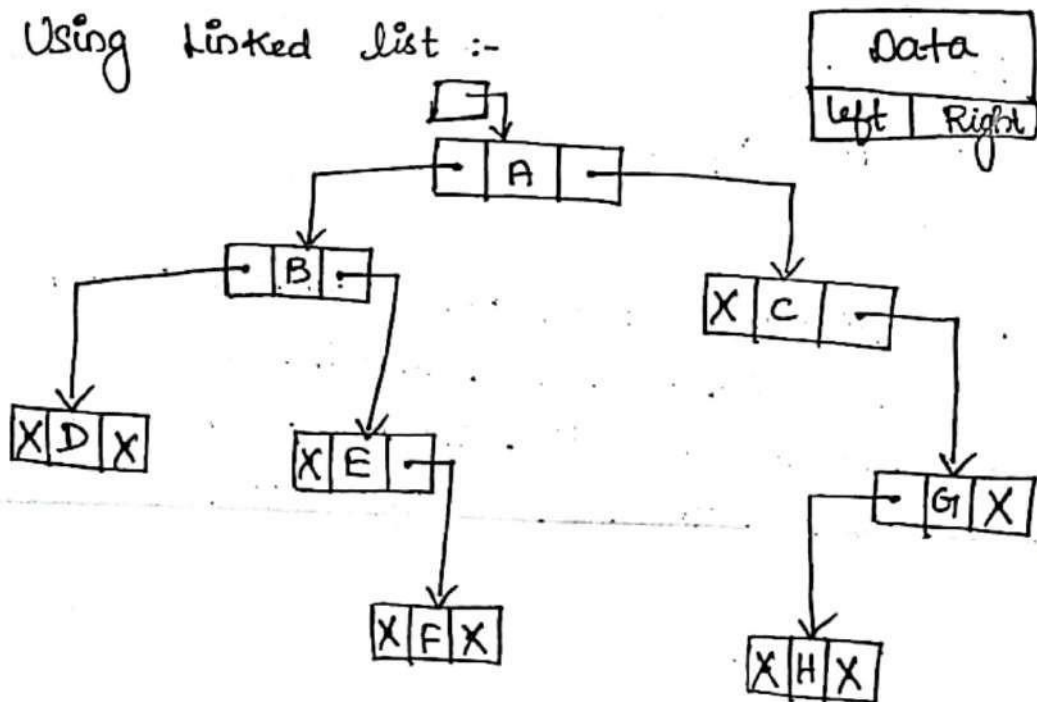 Using Linked list :-
Data
Left Right
A
B
X C
X D X
X E
G X
X F X
X H X